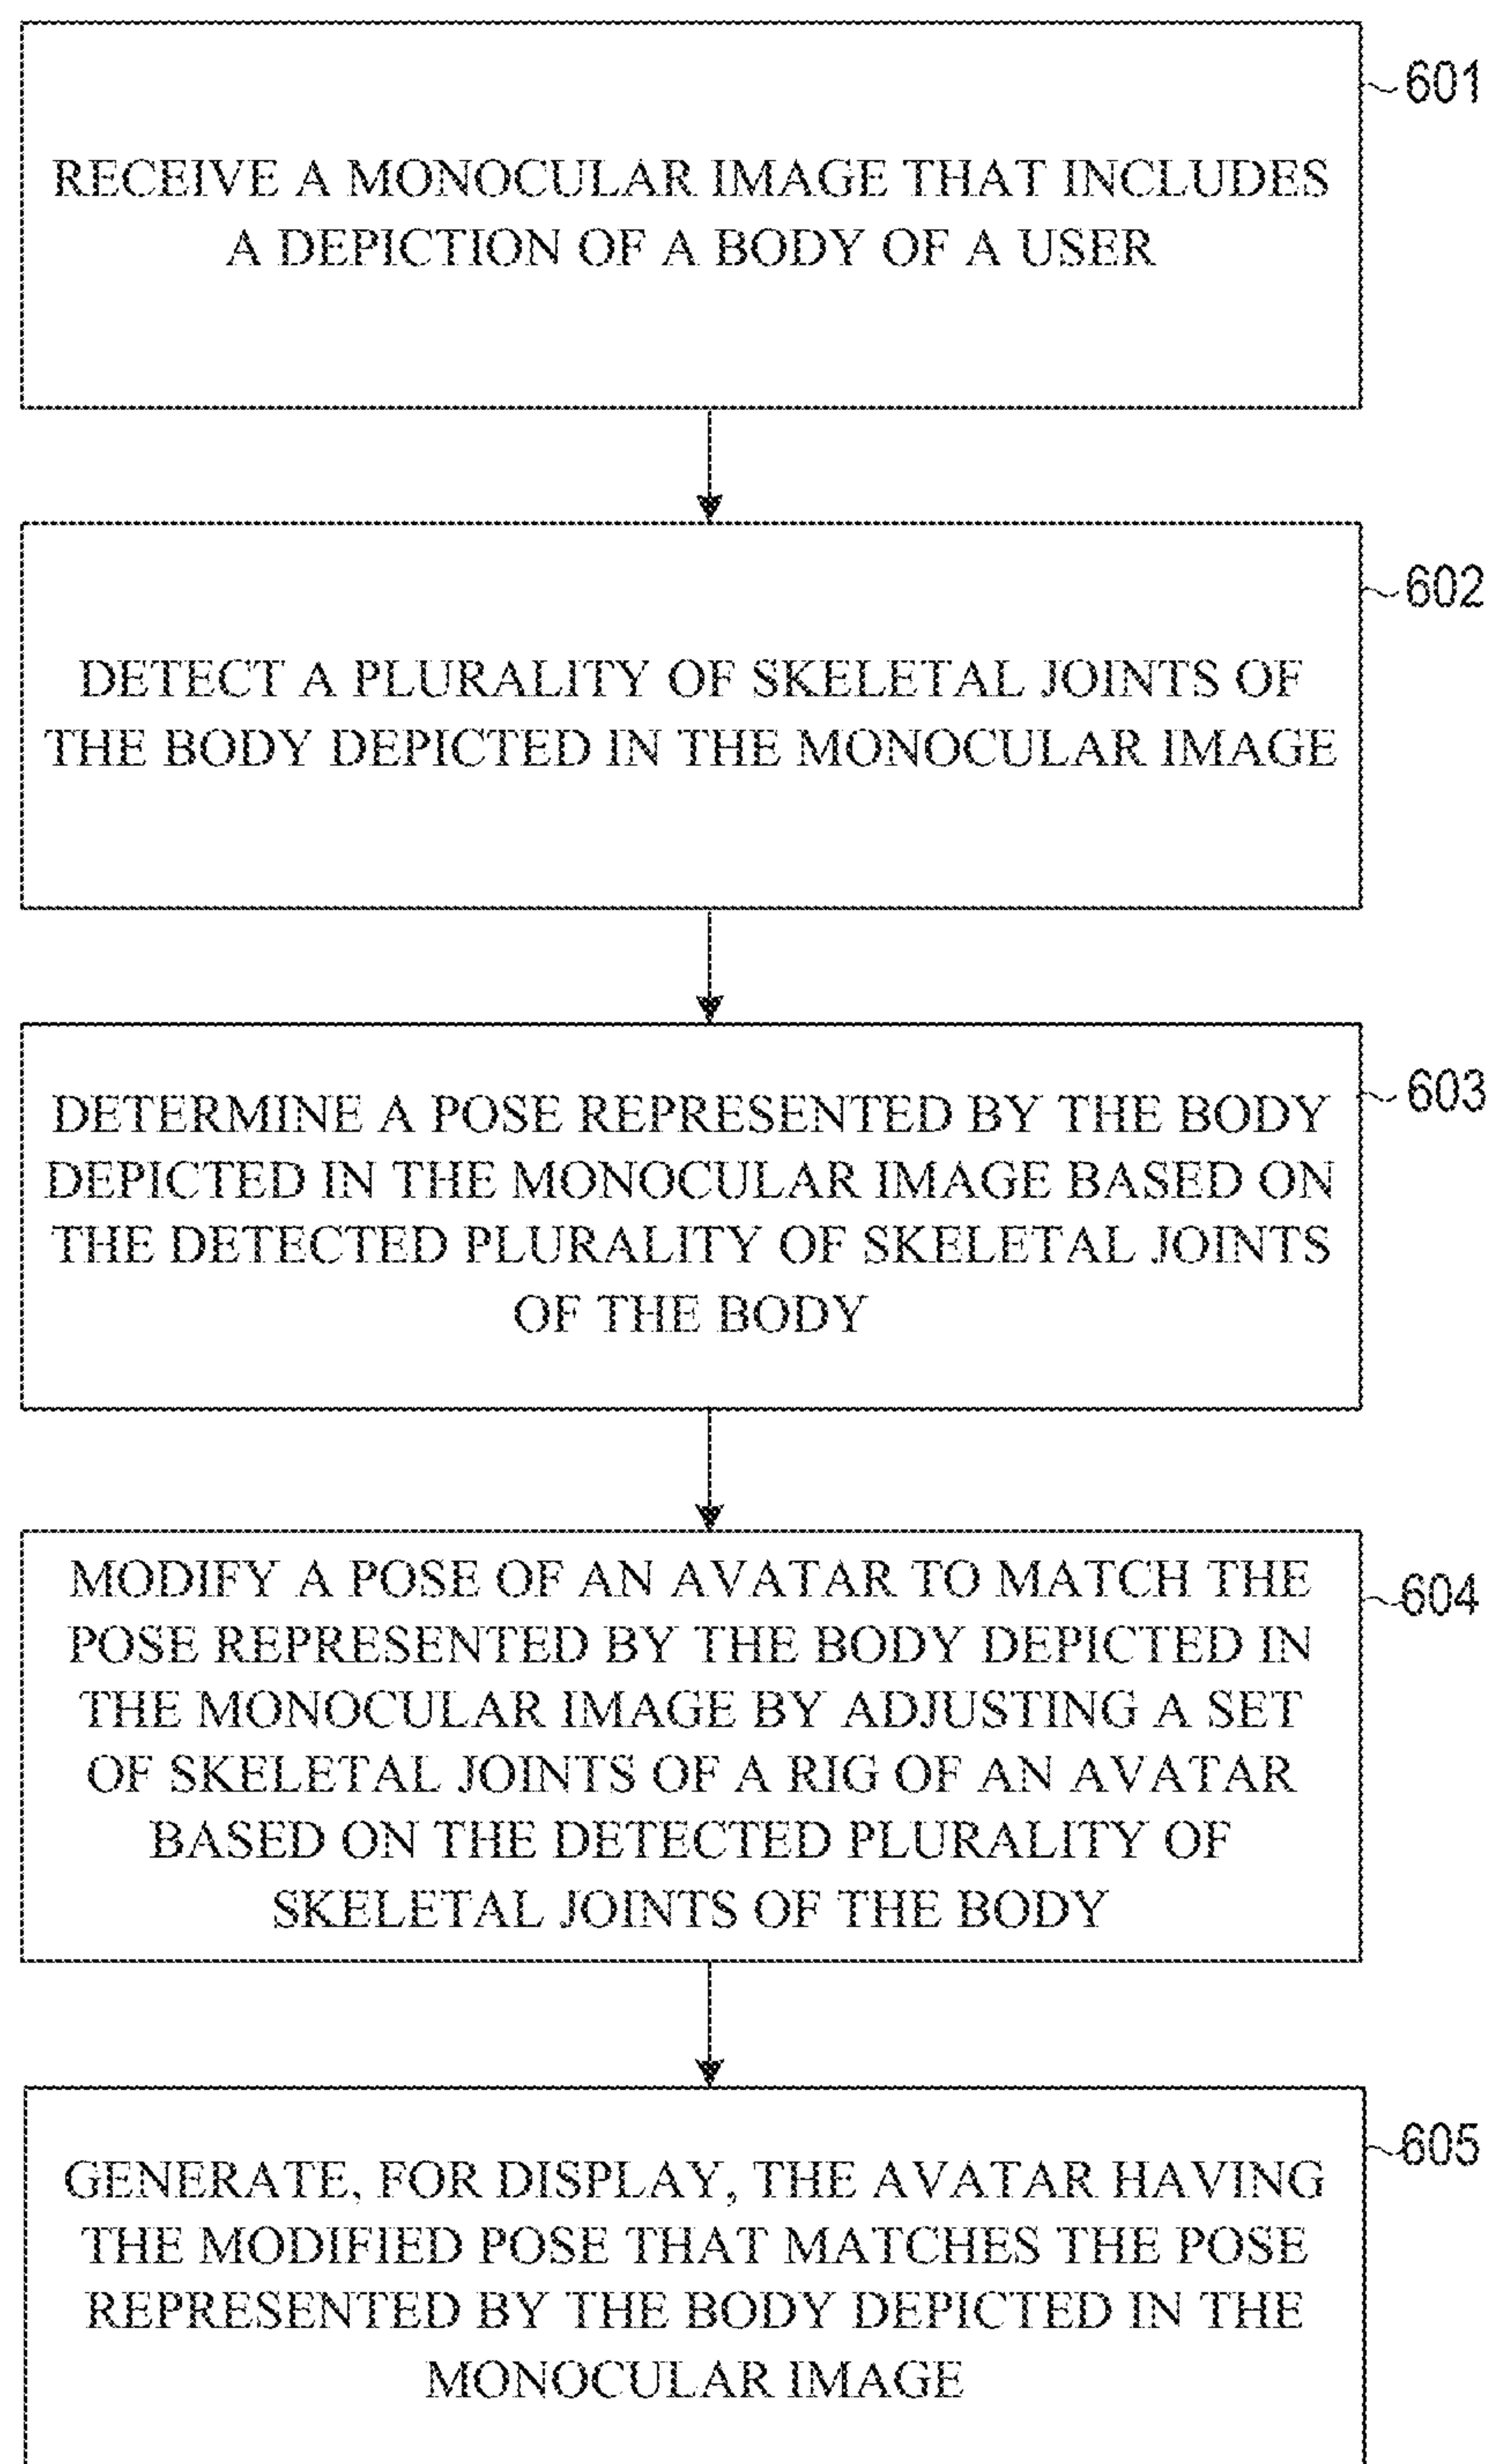 601
RECEIVE A MONOCULAR IMAGE THAT INCLUDES
A DEPICTION OF A BODY OF A USER
602
DETECT A PLURALITY OF SKELETAL JOINTS OF
THE BODY DEPICTED IN THE MONOCULAR IMAGE
603
DETERMINE A POSE REPRESENTED BY THE BODY
DEPICTED IN THE MONOCULAR IMAGE BASED ON
THE DETECTED PLURALITY OF SKELETAL JOINTS
OF THE BODY
604
MODIFY A POSE OF AN AVATAR TO MATCH THE
POSE REPRESENTED BY THE BODY DEPICTED IN
THE MONOCULAR IMAGE BY ADJUSTING A SET
OF SKELETAL JOINTS OF A RIG OF AN AVATAR
BASED ON THE DETECTED PLURALITY OF
SKELETAL JOINTS OF THE BODY
605
GENERATE, FOR DISPLAY, THE AVATAR HAVING
THE MODIFIED POSE THAT MATCHES THE POSE
REPRESENTED BY THE BODY DEPICTED IN THE
MONOCULAR IMAGE